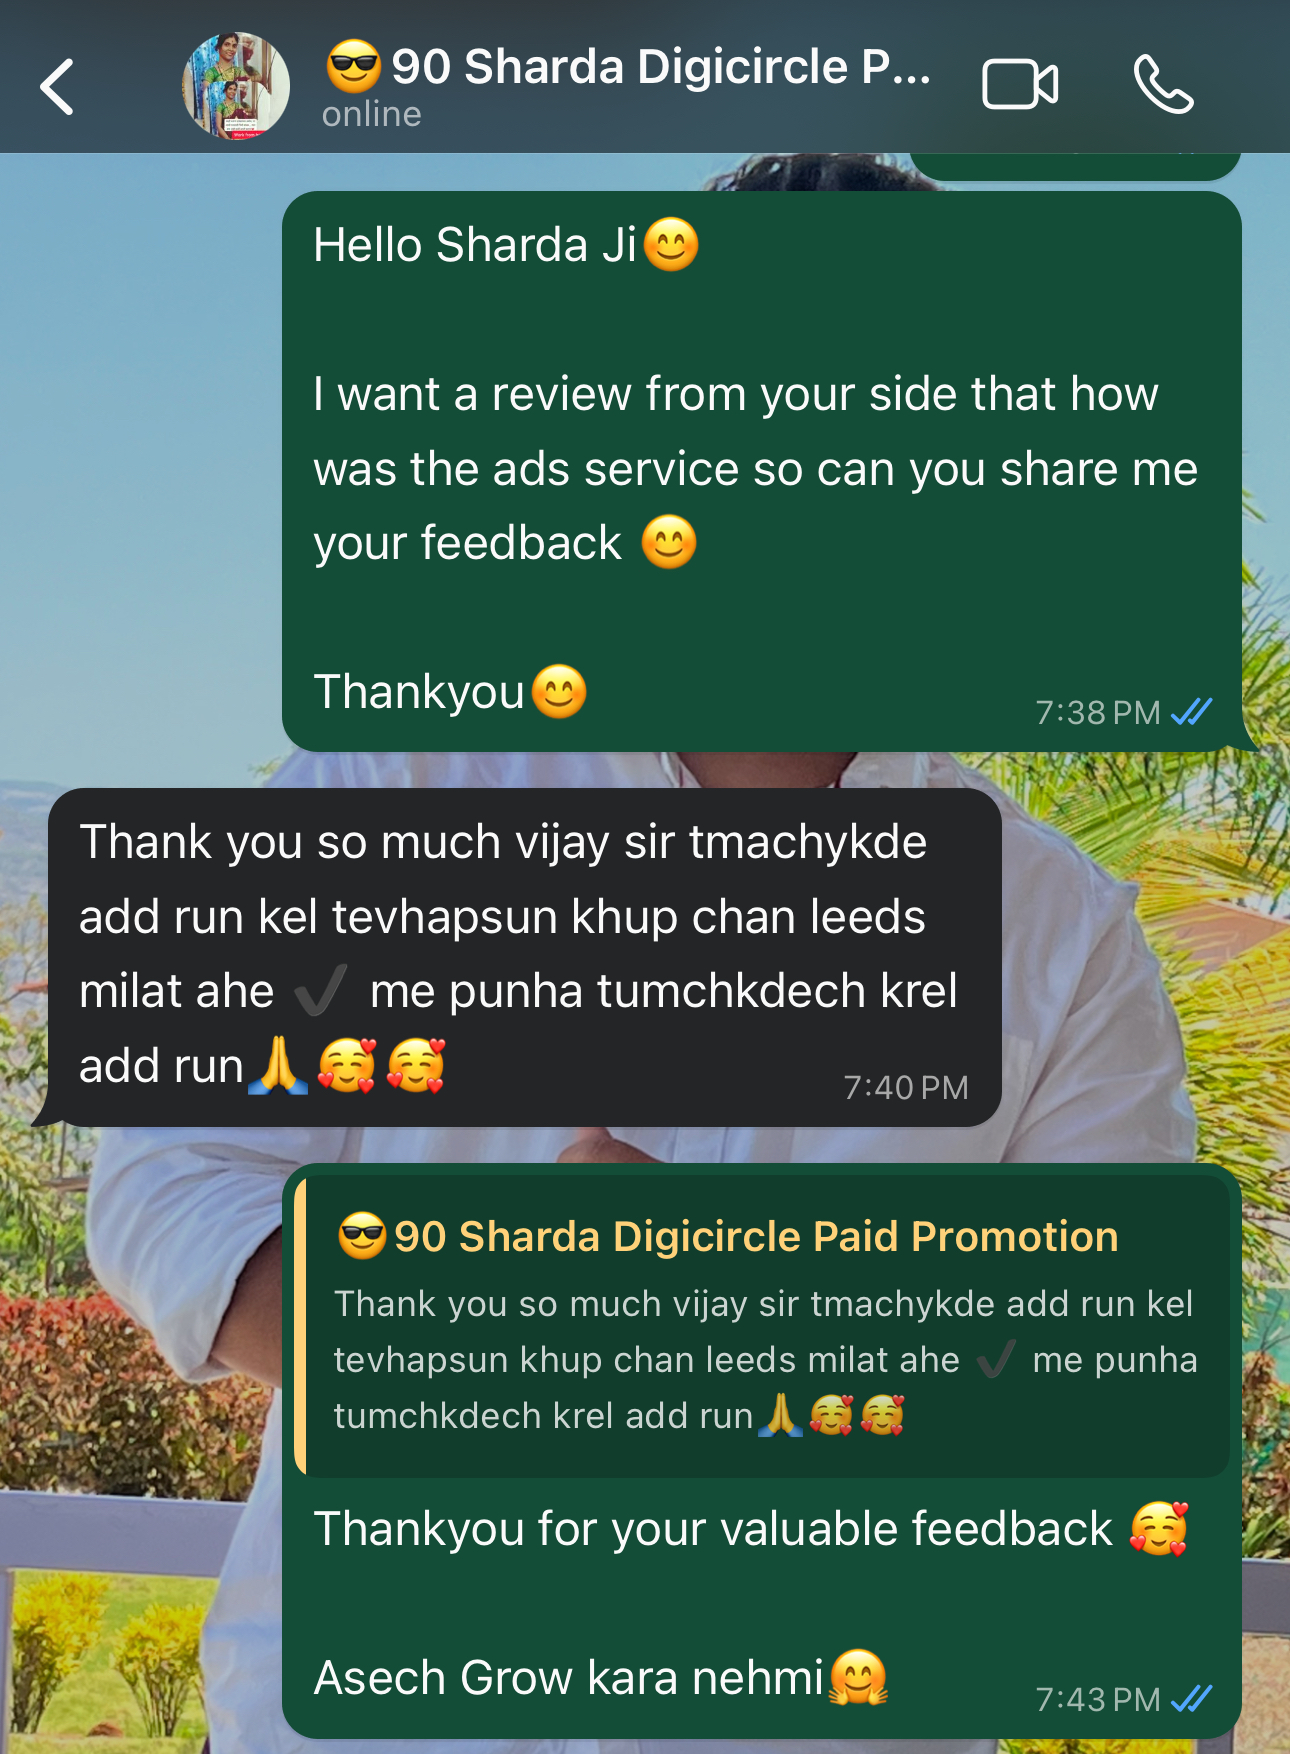 😎90 Sharda Digicircle P...
online
Hello Sharda Ji😊
I want a review from your side that how
was the ads service so can you share me
your feedback 😊
Thankyou😊
7:38 PM
Thank you so much vijay sir tmachykde
add run kel tevhapsun khup chan leeds
milat ahe ✔️ me punha tumchkdech krel
add run🙏🥰🥰
7:40 PM
😎90 Sharda Digicircle Paid Promotion
Thank you so much vijay sir tmachykde add run kel
tevhapsun khup chan leeds milat ahe ✔️ me punha
tumchkdech krel add run🙏🥰🥰
Thankyou for your valuable feedback 🥰
Asech Grow kara nehmi🤗
7:43 PM